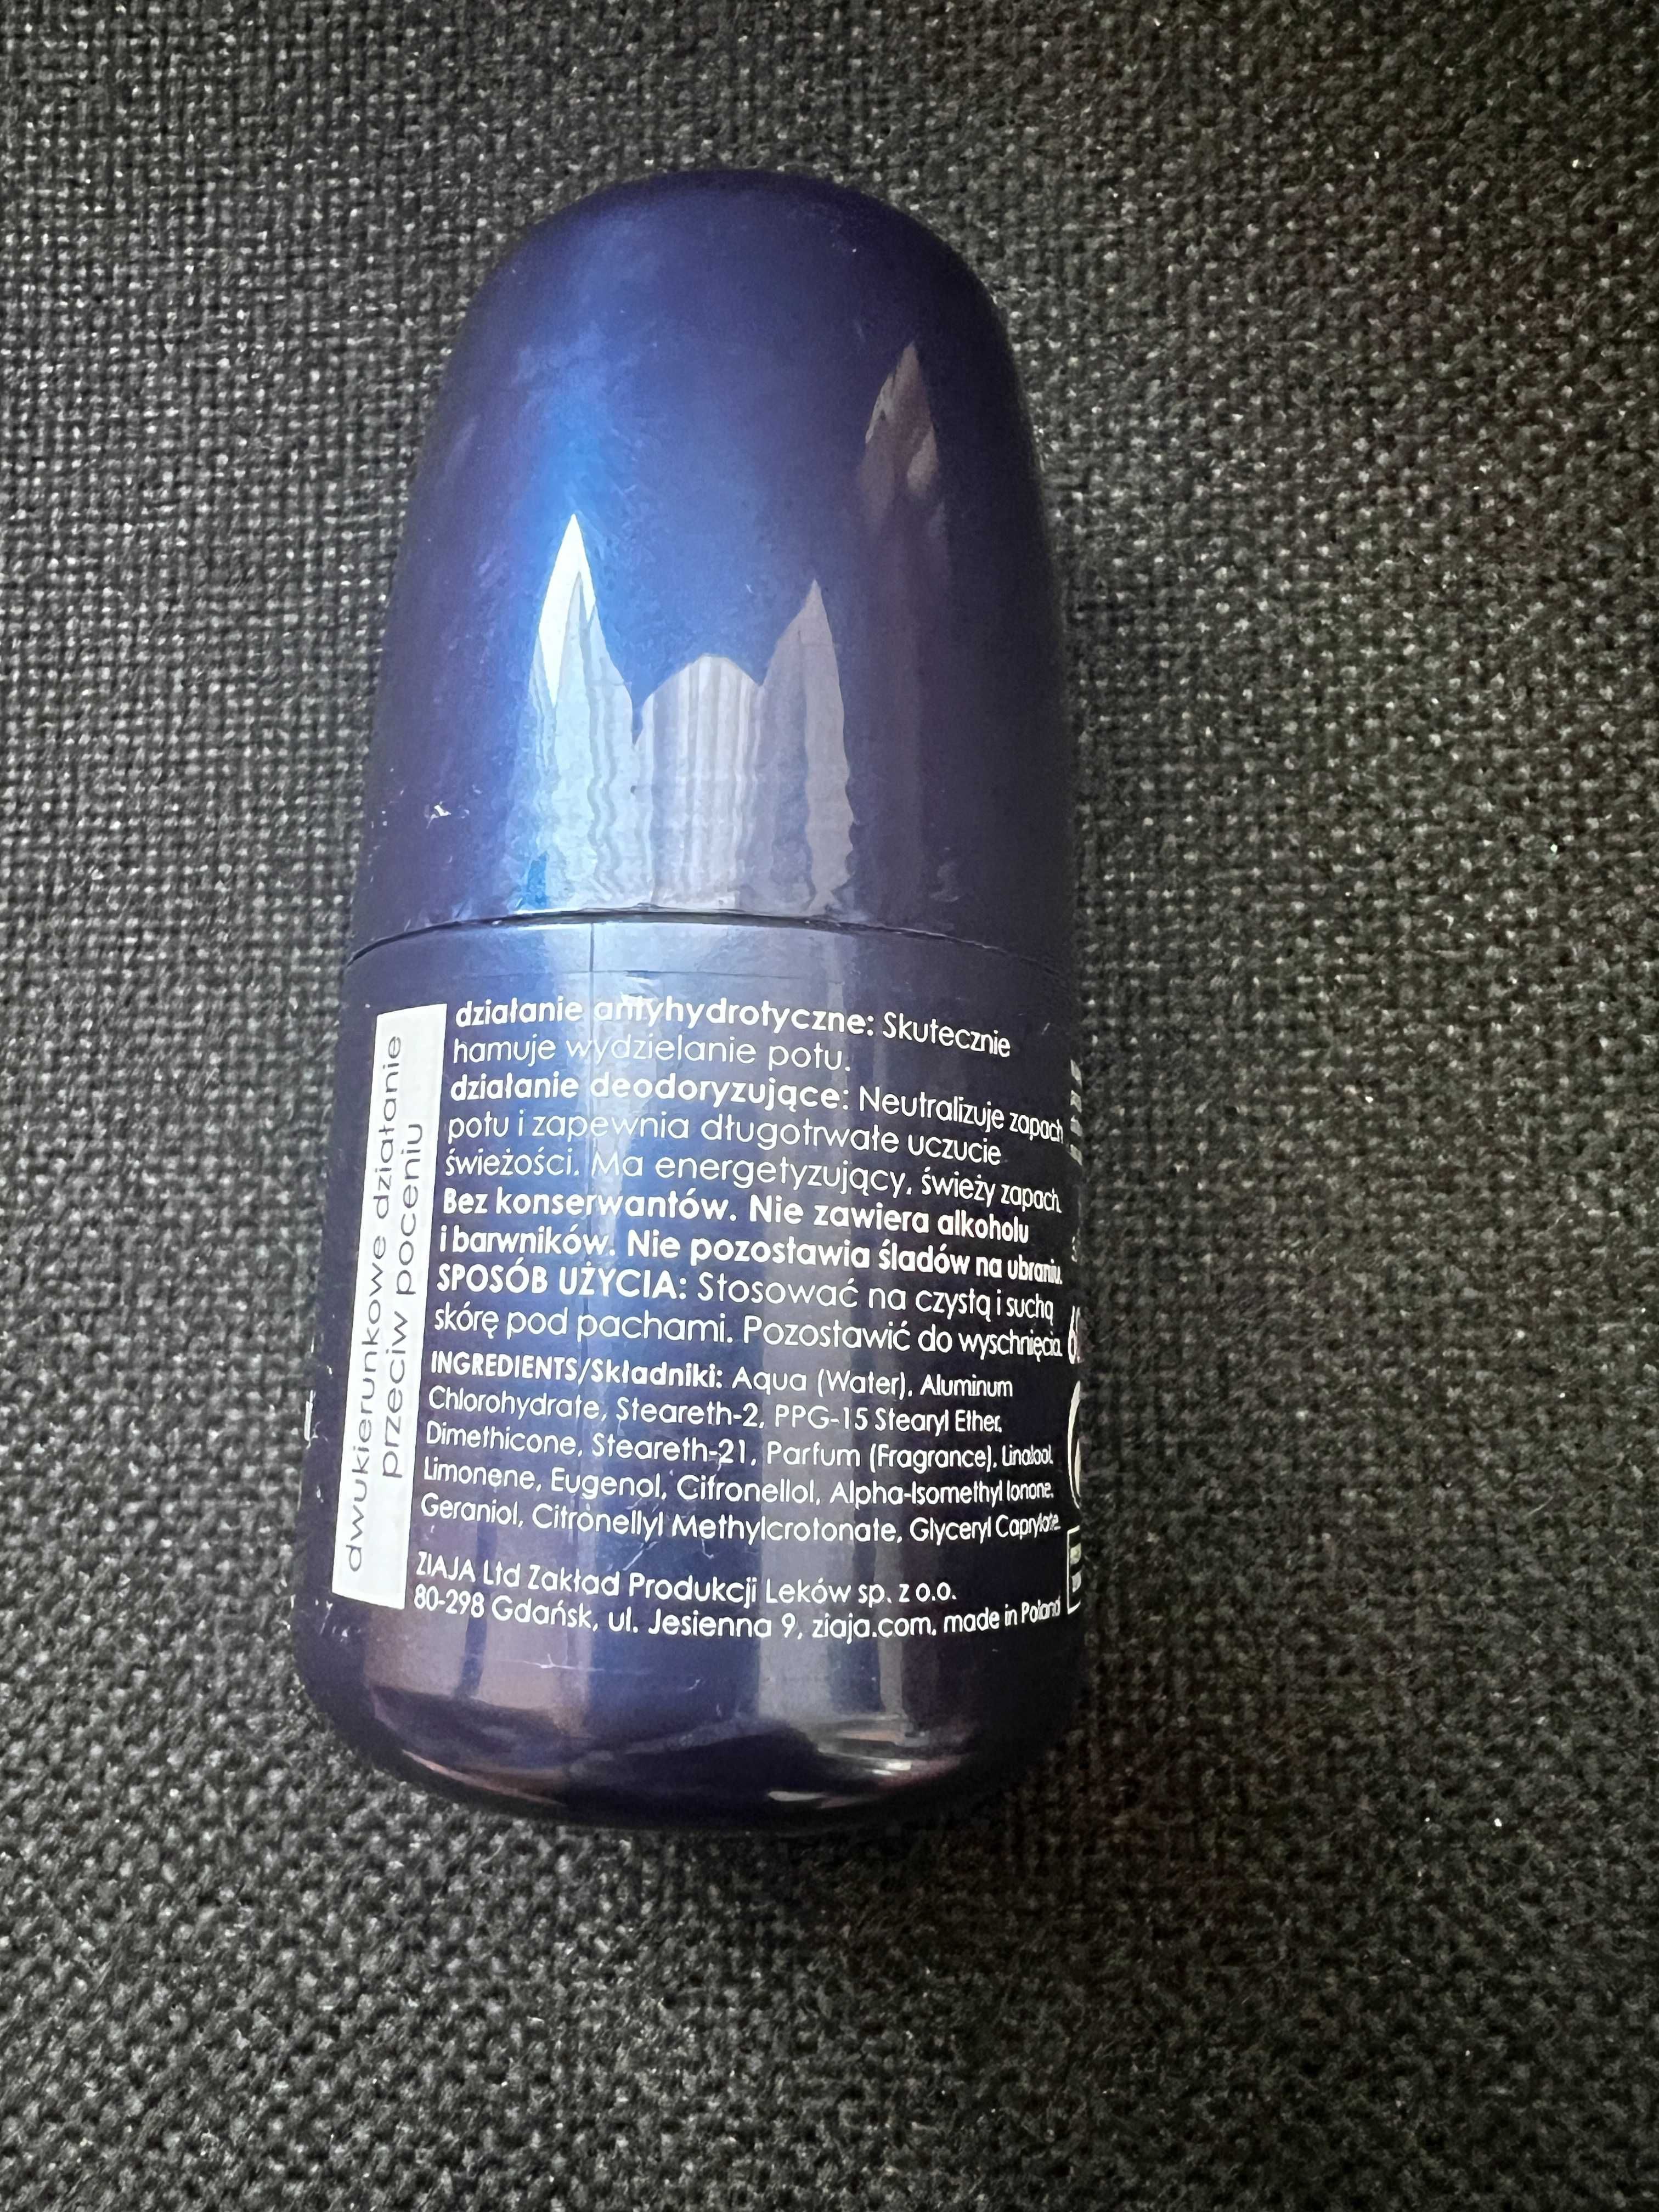 dwukierunkowe działanie
przeciw poceniu
działanie antyhydrotyczne: Skutecznie
hamuje wydzielanie potu.
działanie deodoryzujące: Neutralizuje zapach
potu i zapewnia długotrwałe uczucie
świeżości. Ma energetyzujący, świeży zapach.
Bez konserwantów. Nie zawiera alkoholu
i barwników. Nie pozostawia śladów na ubraniu.
SPOSÓB UŻYCIA: Stosować na czystą i suchą
skórę pod pachami. Pozostawić do wyschnięcia.
INGREDIENTS/Składniki: Aqua (Water), Aluminum
Chlorohydrate, Steareth-2, PPG-15 Stearyl Ether,
Dimethicone, Steareth-21, Parfum (Fragrance), Linalool,
Limonene, Eugenol, Citronellol, Alpha-Isomethyl Ionone,
Geraniol, Citronellyl Methylcrotonate, Glyceryl Caprylate.
ZIAJA Ltd Zakład Produkcji Leków sp. z o.o.
80-298 Gdańsk, ul. Jesienna 9, ziaja.com, made in Poland